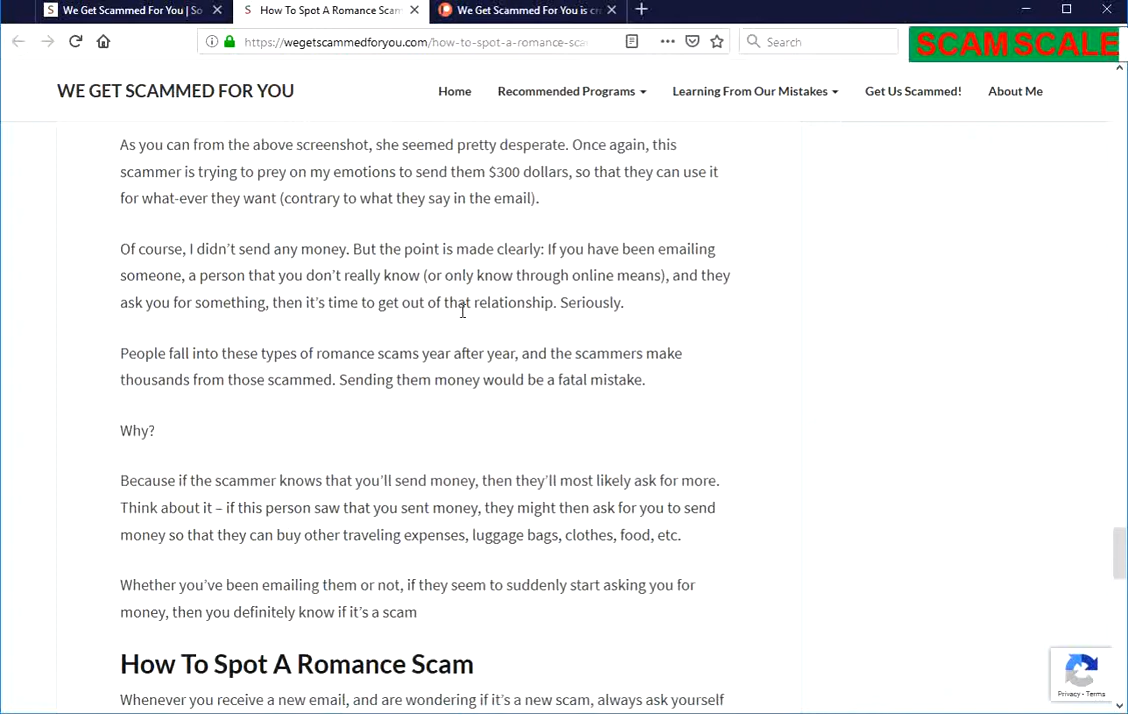 We Get Scammed For You | So
How To Spot A Romance Scam
We Get Scammed For You is cr
https://wegetscammedforyou.com/how-to-spot-a-romance-sca
Search
SCAM SCALE
WE GET SCAMMED FOR YOU
Home
Recommended Programs
Learning From Our Mistakes
Get Us Scammed!
About Me
As you can from the above screenshot, she seemed pretty desperate. Once again, this
scammer is trying to prey on my emotions to send them $300 dollars, so that they can use it
for what-ever they want (contrary to what they say in the email).
Of course, I didn't send any money. But the point is made clearly: If you have been emailing
someone, a person that you don't really know (or only know through online means), and they
ask you for something, then it's time to get out of that relationship. Seriously.
People fall into these types of romance scams year after year, and the scammers make
thousands from those scammed. Sending them money would be a fatal mistake.
Why?
Because if the scammer knows that you'll send money, then they'll most likely ask for more.
Think about it – if this person saw that you sent money, they might then ask for you to send
money so that they can buy other traveling expenses, luggage bags, clothes, food, etc.
Whether you've been emailing them or not, if they seem to suddenly start asking you for
money, then you definitely know if it's a scam
How To Spot A Romance Scam
Whenever you receive a new email, and are wondering if it's a new scam, always ask yourself
Privacy - Terms